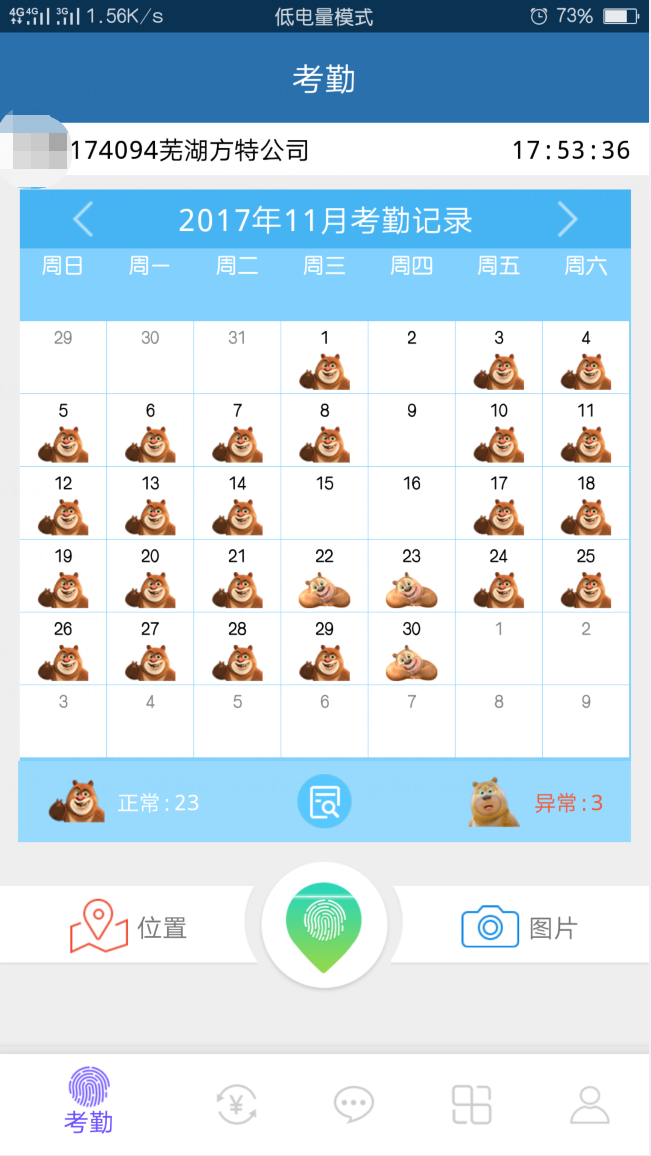 4G 4G 3G 1.56K/s 低电量模式 73%
考勤
174094芜湖方特公司 17:53:36
2017年11月考勤记录
周日 周一 周二 周三 周四 周五 周六
29 30 31 1 2 3 4
5 6 7 8 9 10 11
12 13 14 15 16 17 18
19 20 21 22 23 24 25
26 27 28 29 30 1 2
3 4 5 6 7 8 9
正常:23 异常:3
位置 图片
¥
考勤